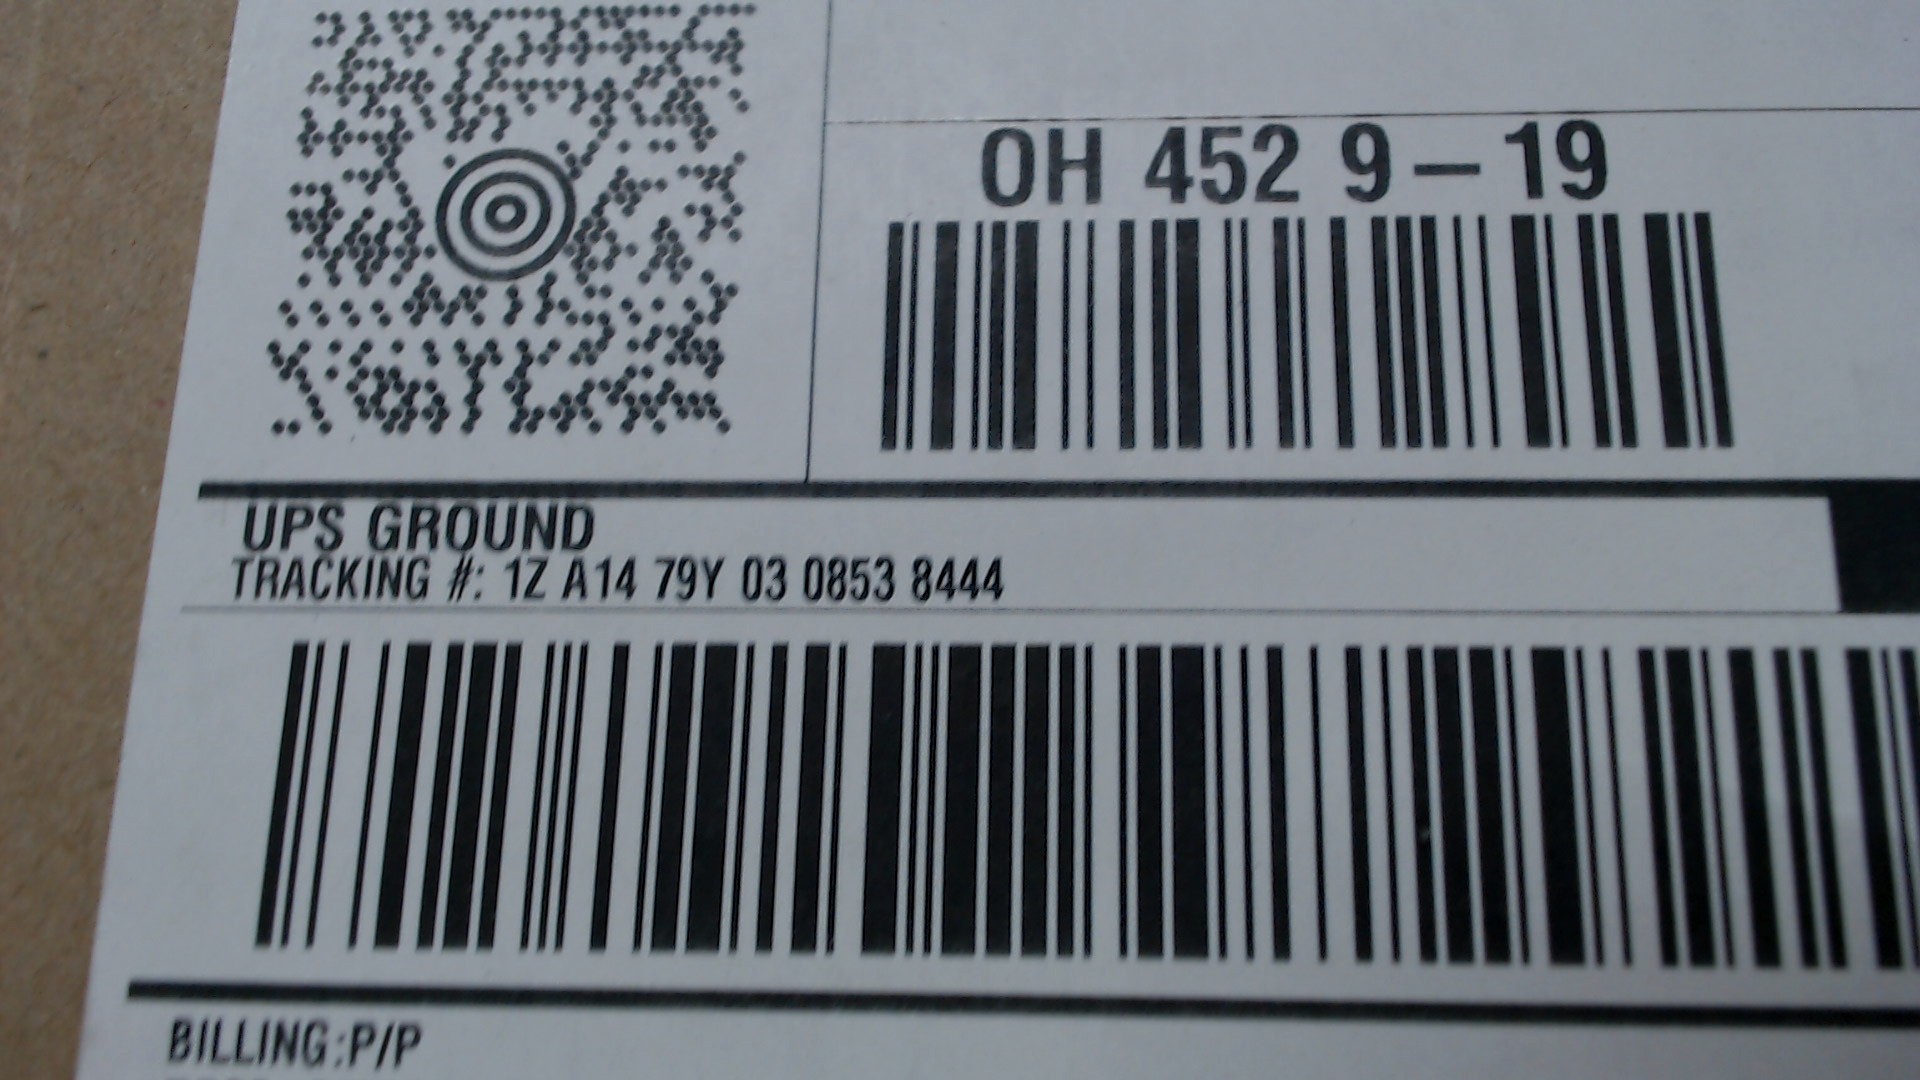 OH 452 9-19
UPS GROUND
TRACKING #: 1Z A14 79Y 03 0853 8444
BILLING:P/P